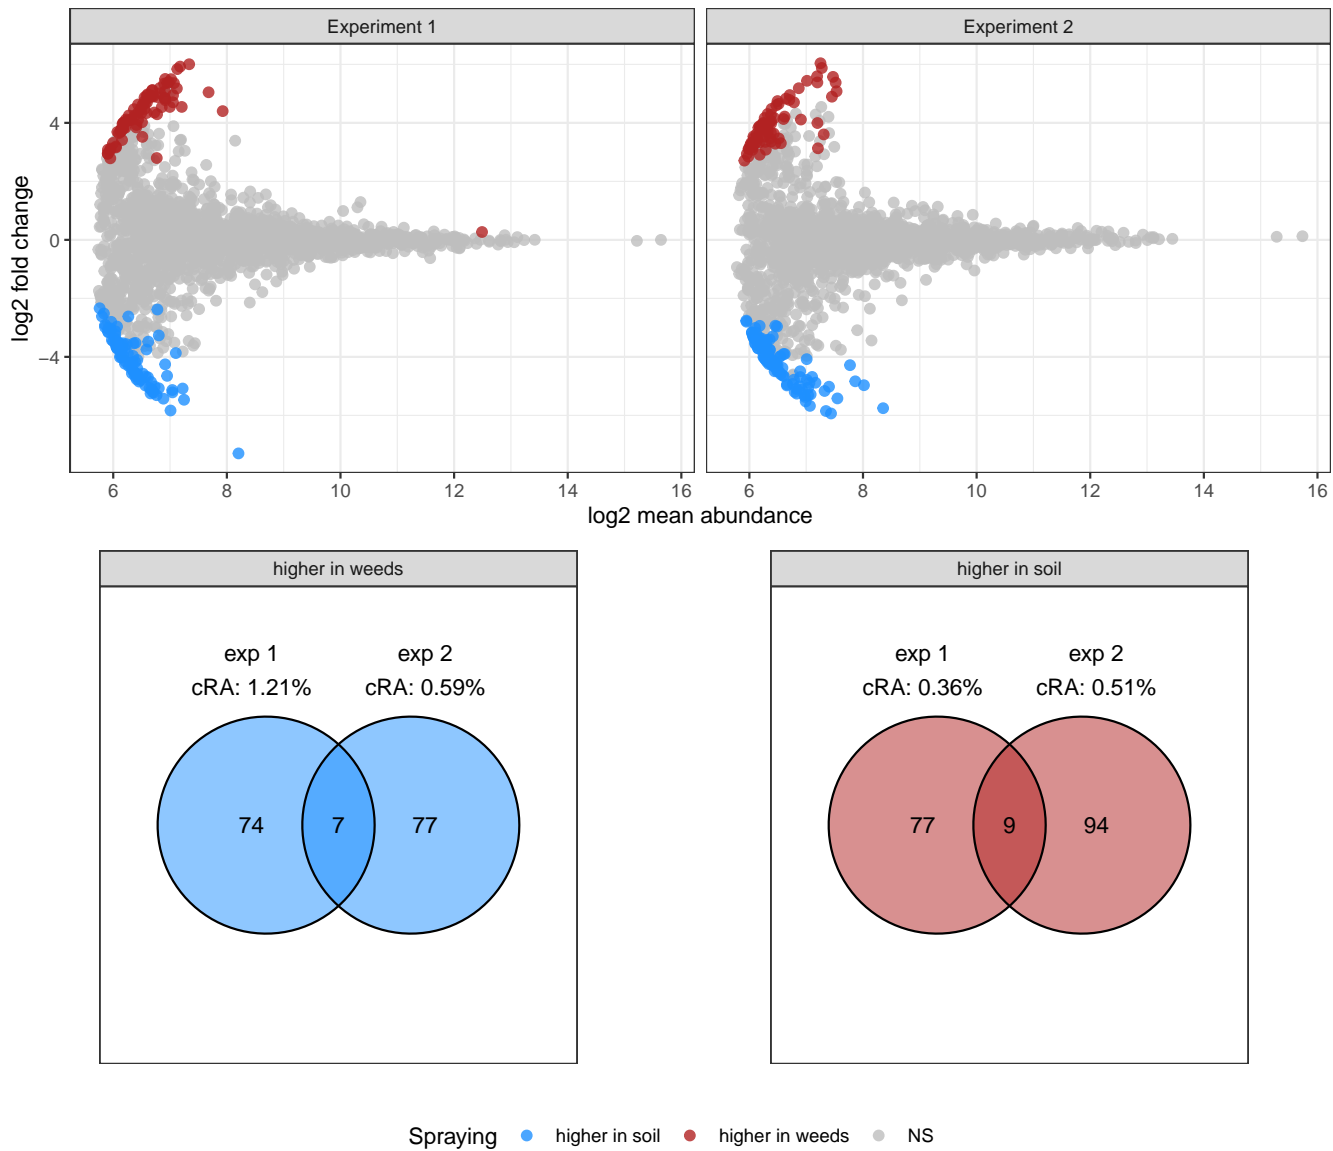 Experiment 1
Experiment 2
log2 fold change
4
0
−4
6
8
10
12
14
16
6
8
10
12
14
16
log2 mean abundance
higher in weeds
higher in soil
exp 1
exp 2
cRA: 1.21%
cRA: 0.59%
74
7
77
exp 1
exp 2
cRA: 0.36%
cRA: 0.51%
77
9
94
Spraying
higher in soil
higher in weeds
NS